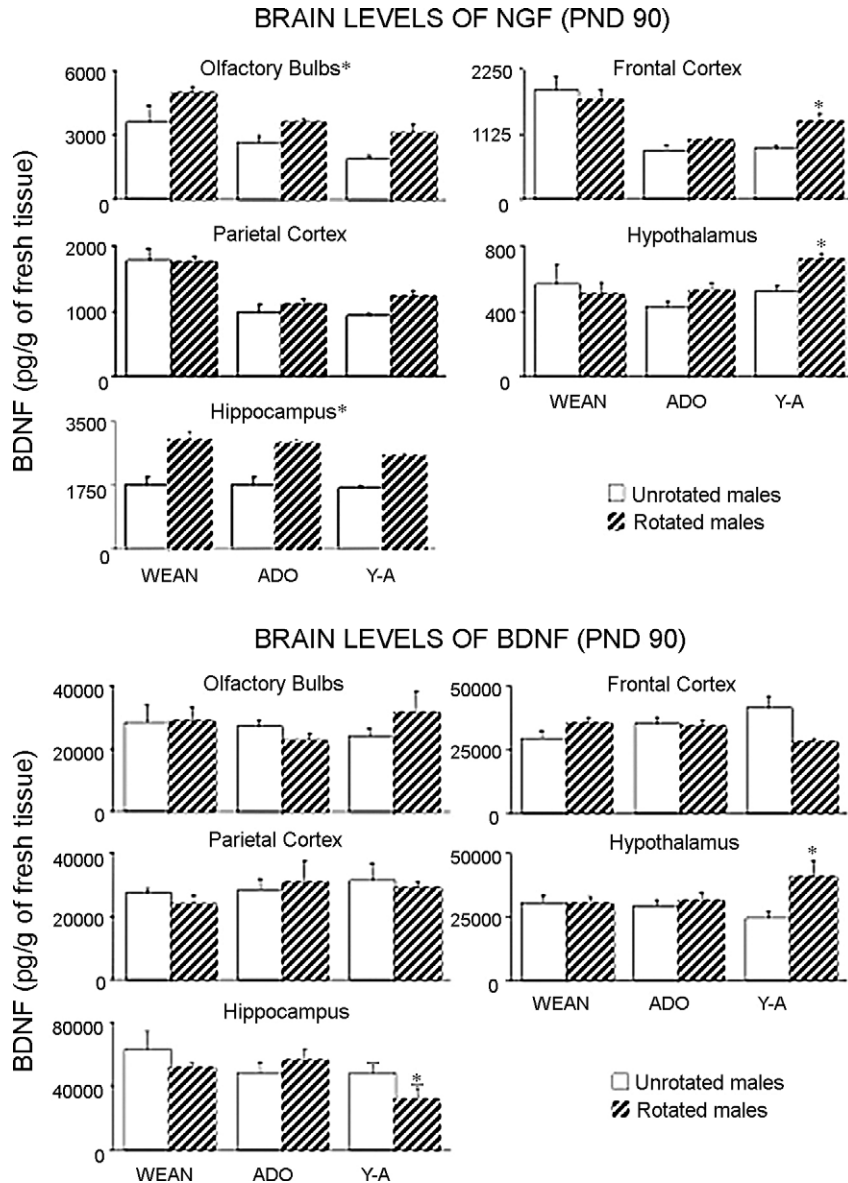 BRAIN LEVELS OF NGF (PND 90)
BDNF (pg/g of fresh tissue)
Olfactory Bulbs*
6000
3000
0
Frontal Cortex
2250
1125
0
*
Parietal Cortex
2000
1000
0
Hypothalamus
800
400
0
*
WEAN ADO Y-A
Hippocampus*
3500
1750
0
WEAN ADO Y-A
Unrotated males
Rotated males
BRAIN LEVELS OF BDNF (PND 90)
BDNF (pg/g of fresh tissue)
Olfactory Bulbs
40000
20000
0
Frontal Cortex
50000
25000
0
Parietal Cortex
40000
20000
0
Hypothalamus
50000
25000
0
*
WEAN ADO Y-A
Hippocampus
80000
40000
0
*
WEAN ADO Y-A
Unrotated males
Rotated males